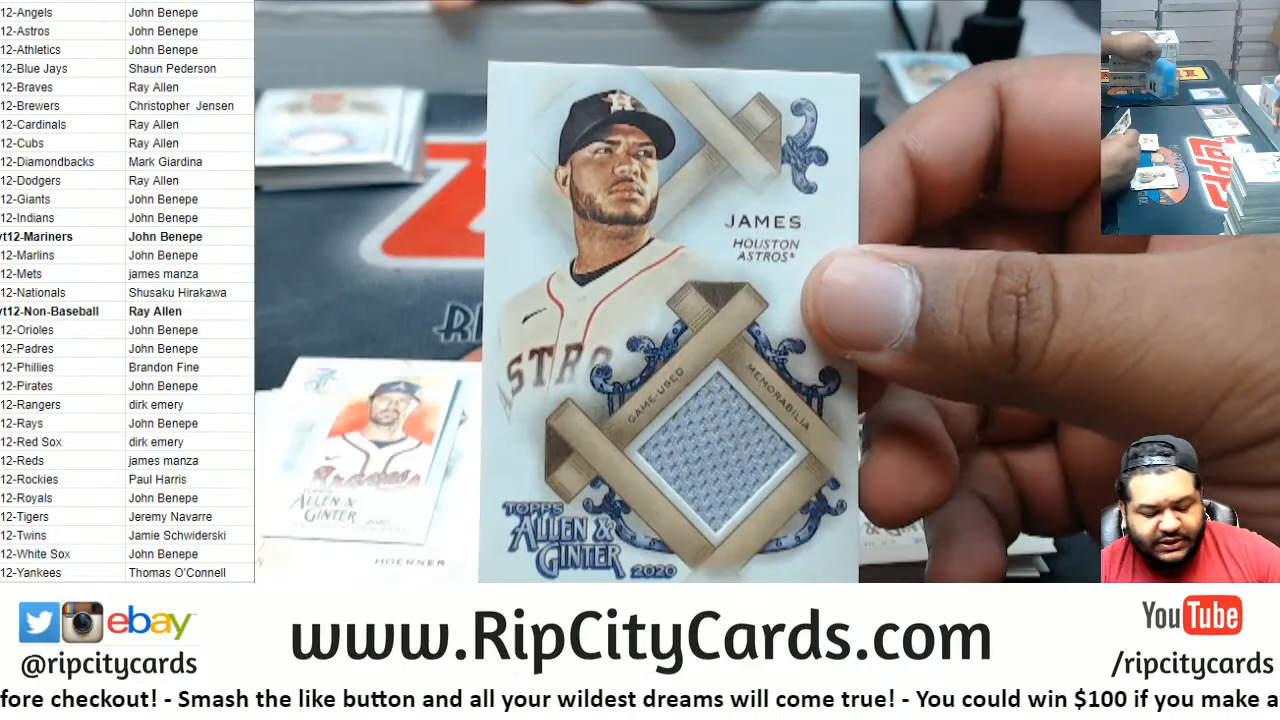 12-Angels John Benepe
12-Astros John Benepe
12-Athletics John Benepe
12-Blue Jays Shaun Pederson
12-Braves Ray Allen
12-Brewers Christopher Jensen
12-Cardinals Ray Allen
12-Cubs Ray Allen
12-Diamondbacks Mark Giardina
12-Dodgers Ray Allen
12-Giants John Benepe
12-Indians John Benepe
yt12-Mariners John Benepe
12-Marlins John Benepe
12-Mets james manza
12-Nationals Shusaku Hirakawa
yt12-Non-Baseball Ray Allen
12-Orioles John Benepe
12-Padres John Benepe
12-Phillies Brandon Fine
12-Pirates John Benepe
12-Rangers dirk emery
12-Rays John Benepe
12-Red Sox dirk emery
12-Reds james manza
12-Rockies Paul Harris
12-Royals John Benepe
12-Tigers Jeremy Navarre
12-Twins Jamie Schwiderski
12-White Sox John Benepe
12-Yankees Thomas O'Connell
JAMES
HOUSTON
ASTROS®
GAME-USED
MEMORABILIA
TOPPS
ALLEN &
GINTER
2020
Braves
TOPPS
ALLEN &
GINTER
2020
HOERNER
TOPPS
ebay
@ripcitycards
www.RipCityCards.com
YouTube
/ripcitycards
fore checkout! - Smash the like button and all your wildest dreams will come true! - You could win $100 if you make a